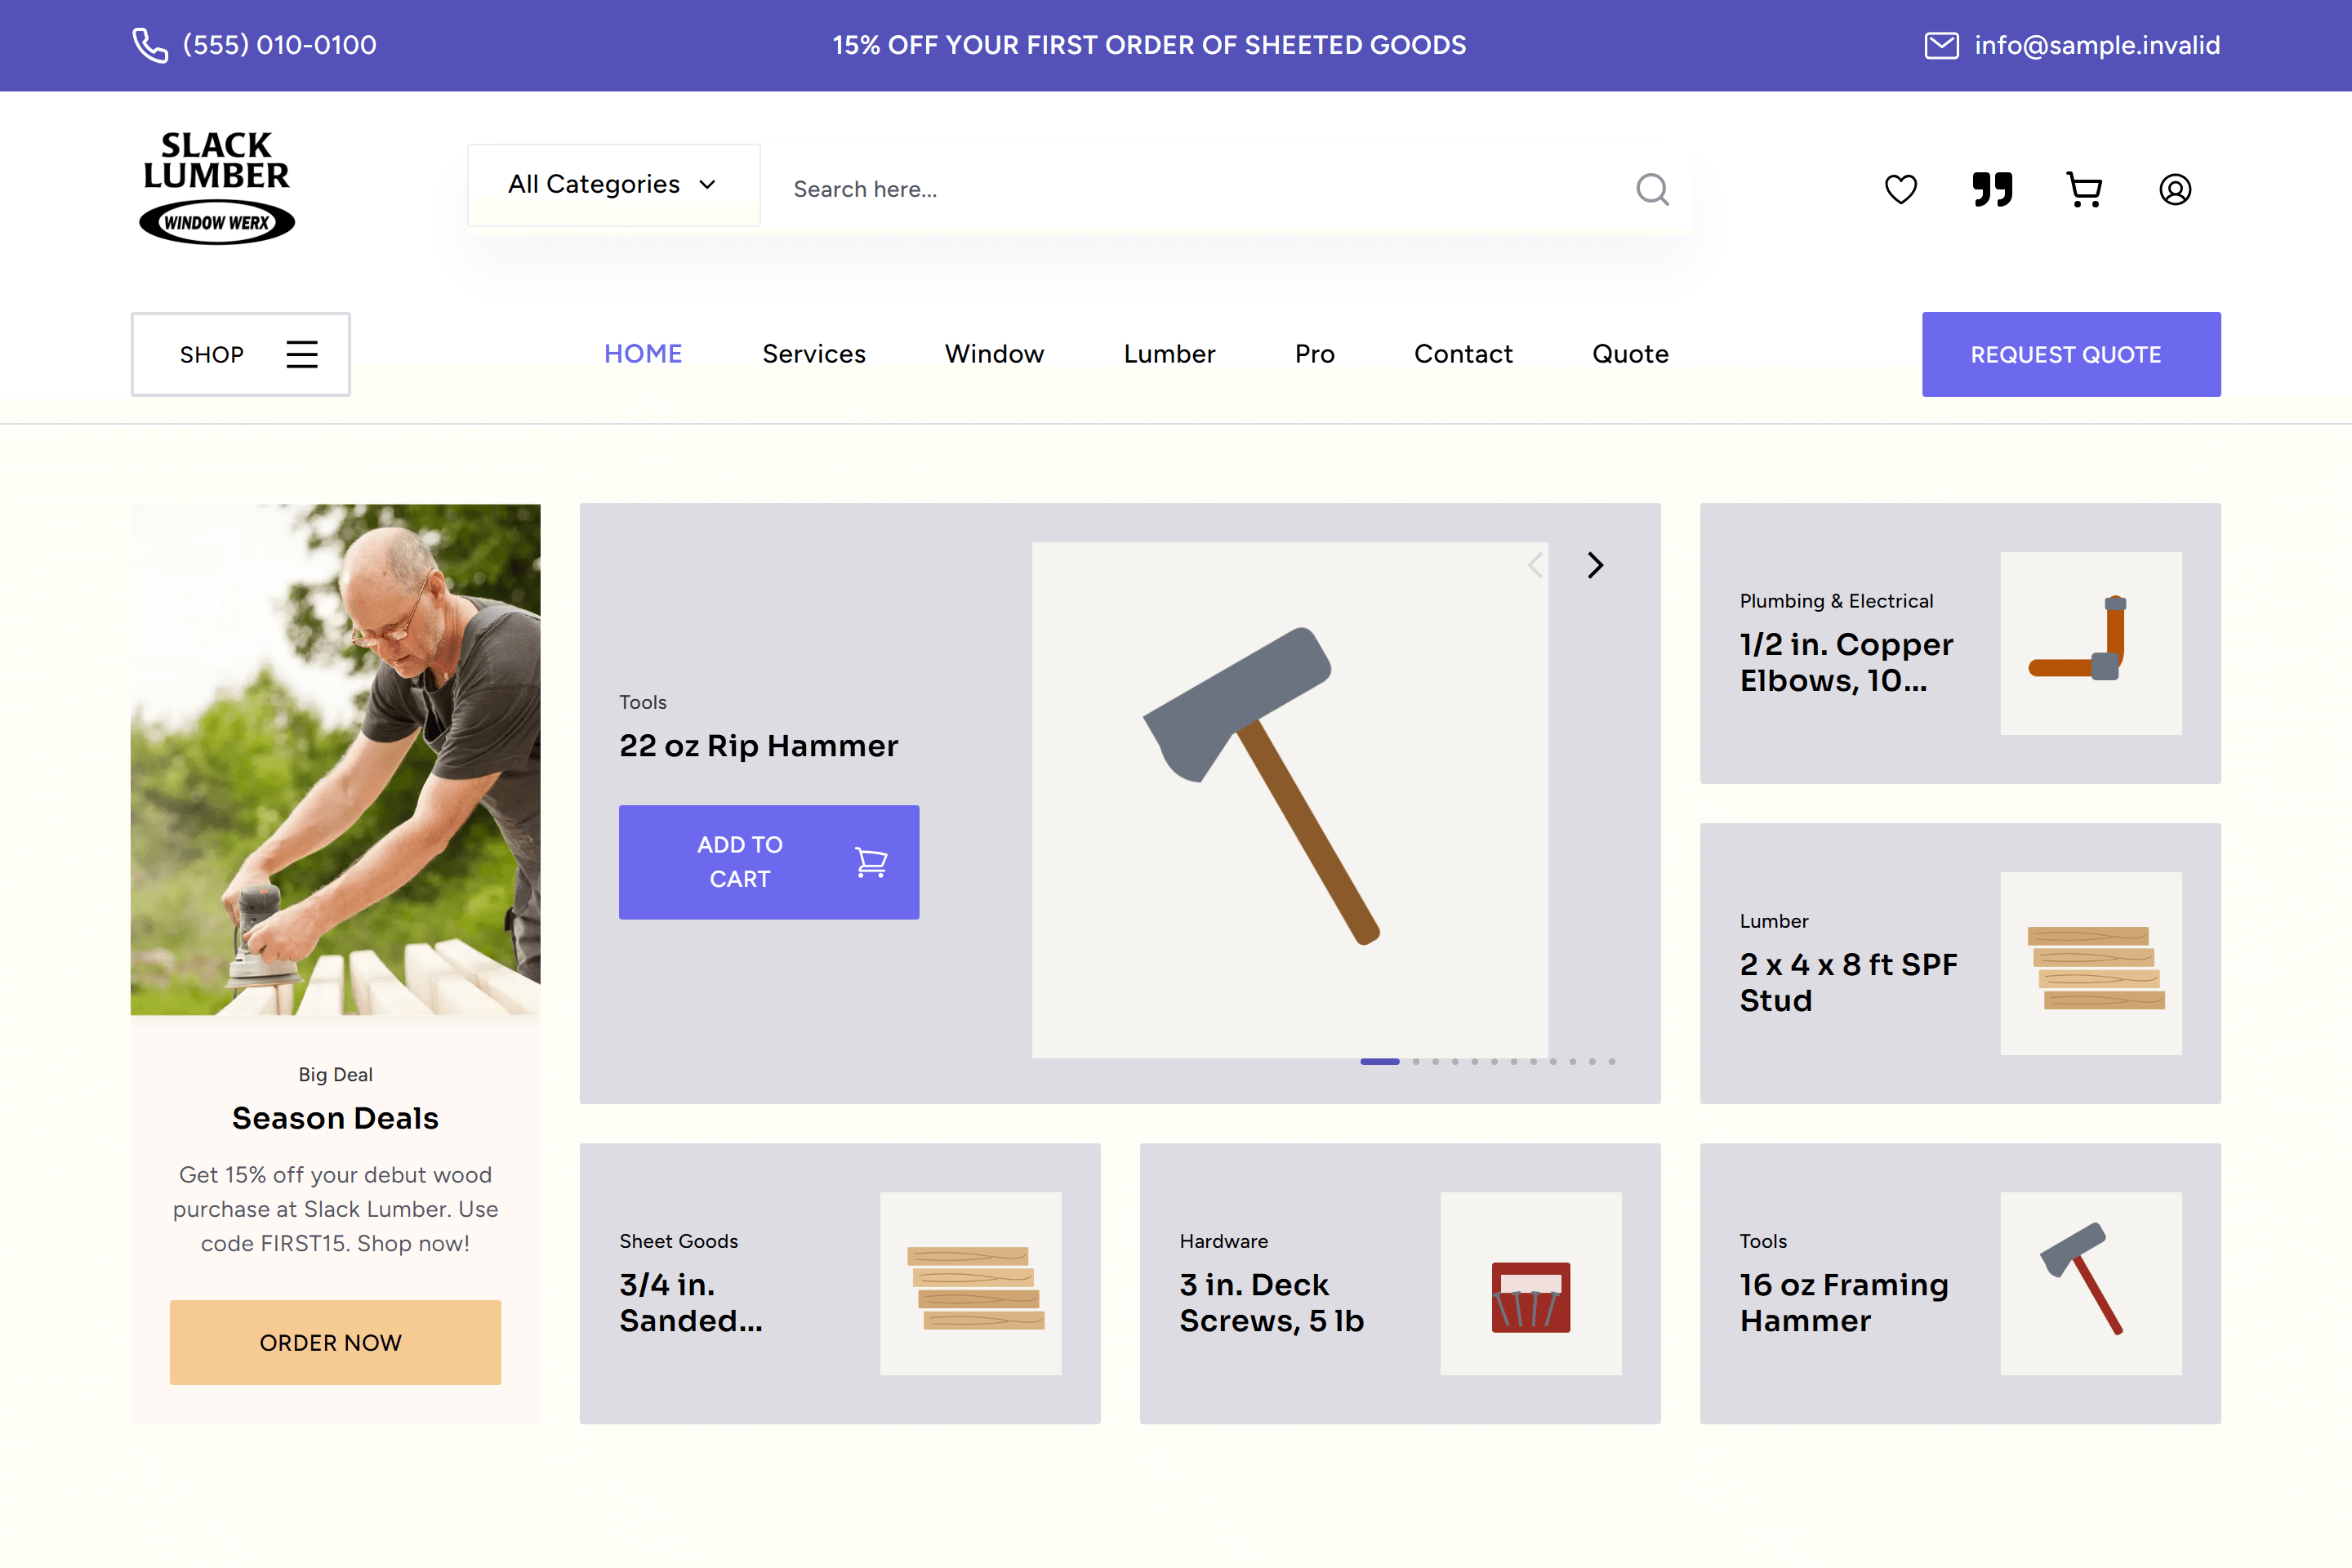 (555) 010-0100
15% OFF YOUR FIRST ORDER OF SHEETED GOODS
info@sample.invalid
SLACK
LUMBER
WINDOW WERX
All Categories
Search here...
SHOP
HOME
Services
Window
Lumber
Pro
Contact
Quote
REQUEST QUOTE
Big Deal
Season Deals
Get 15% off your debut wood
purchase at Slack Lumber. Use
code FIRST15. Shop now!
ORDER NOW
Tools
22 oz Rip Hammer
ADD TO
CART
Plumbing & Electrical
1/2 in. Copper
Elbows, 10...
Lumber
2 x 4 x 8 ft SPF
Stud
Sheet Goods
3/4 in.
Sanded...
Hardware
3 in. Deck
Screws, 5 lb
Tools
16 oz Framing
Hammer